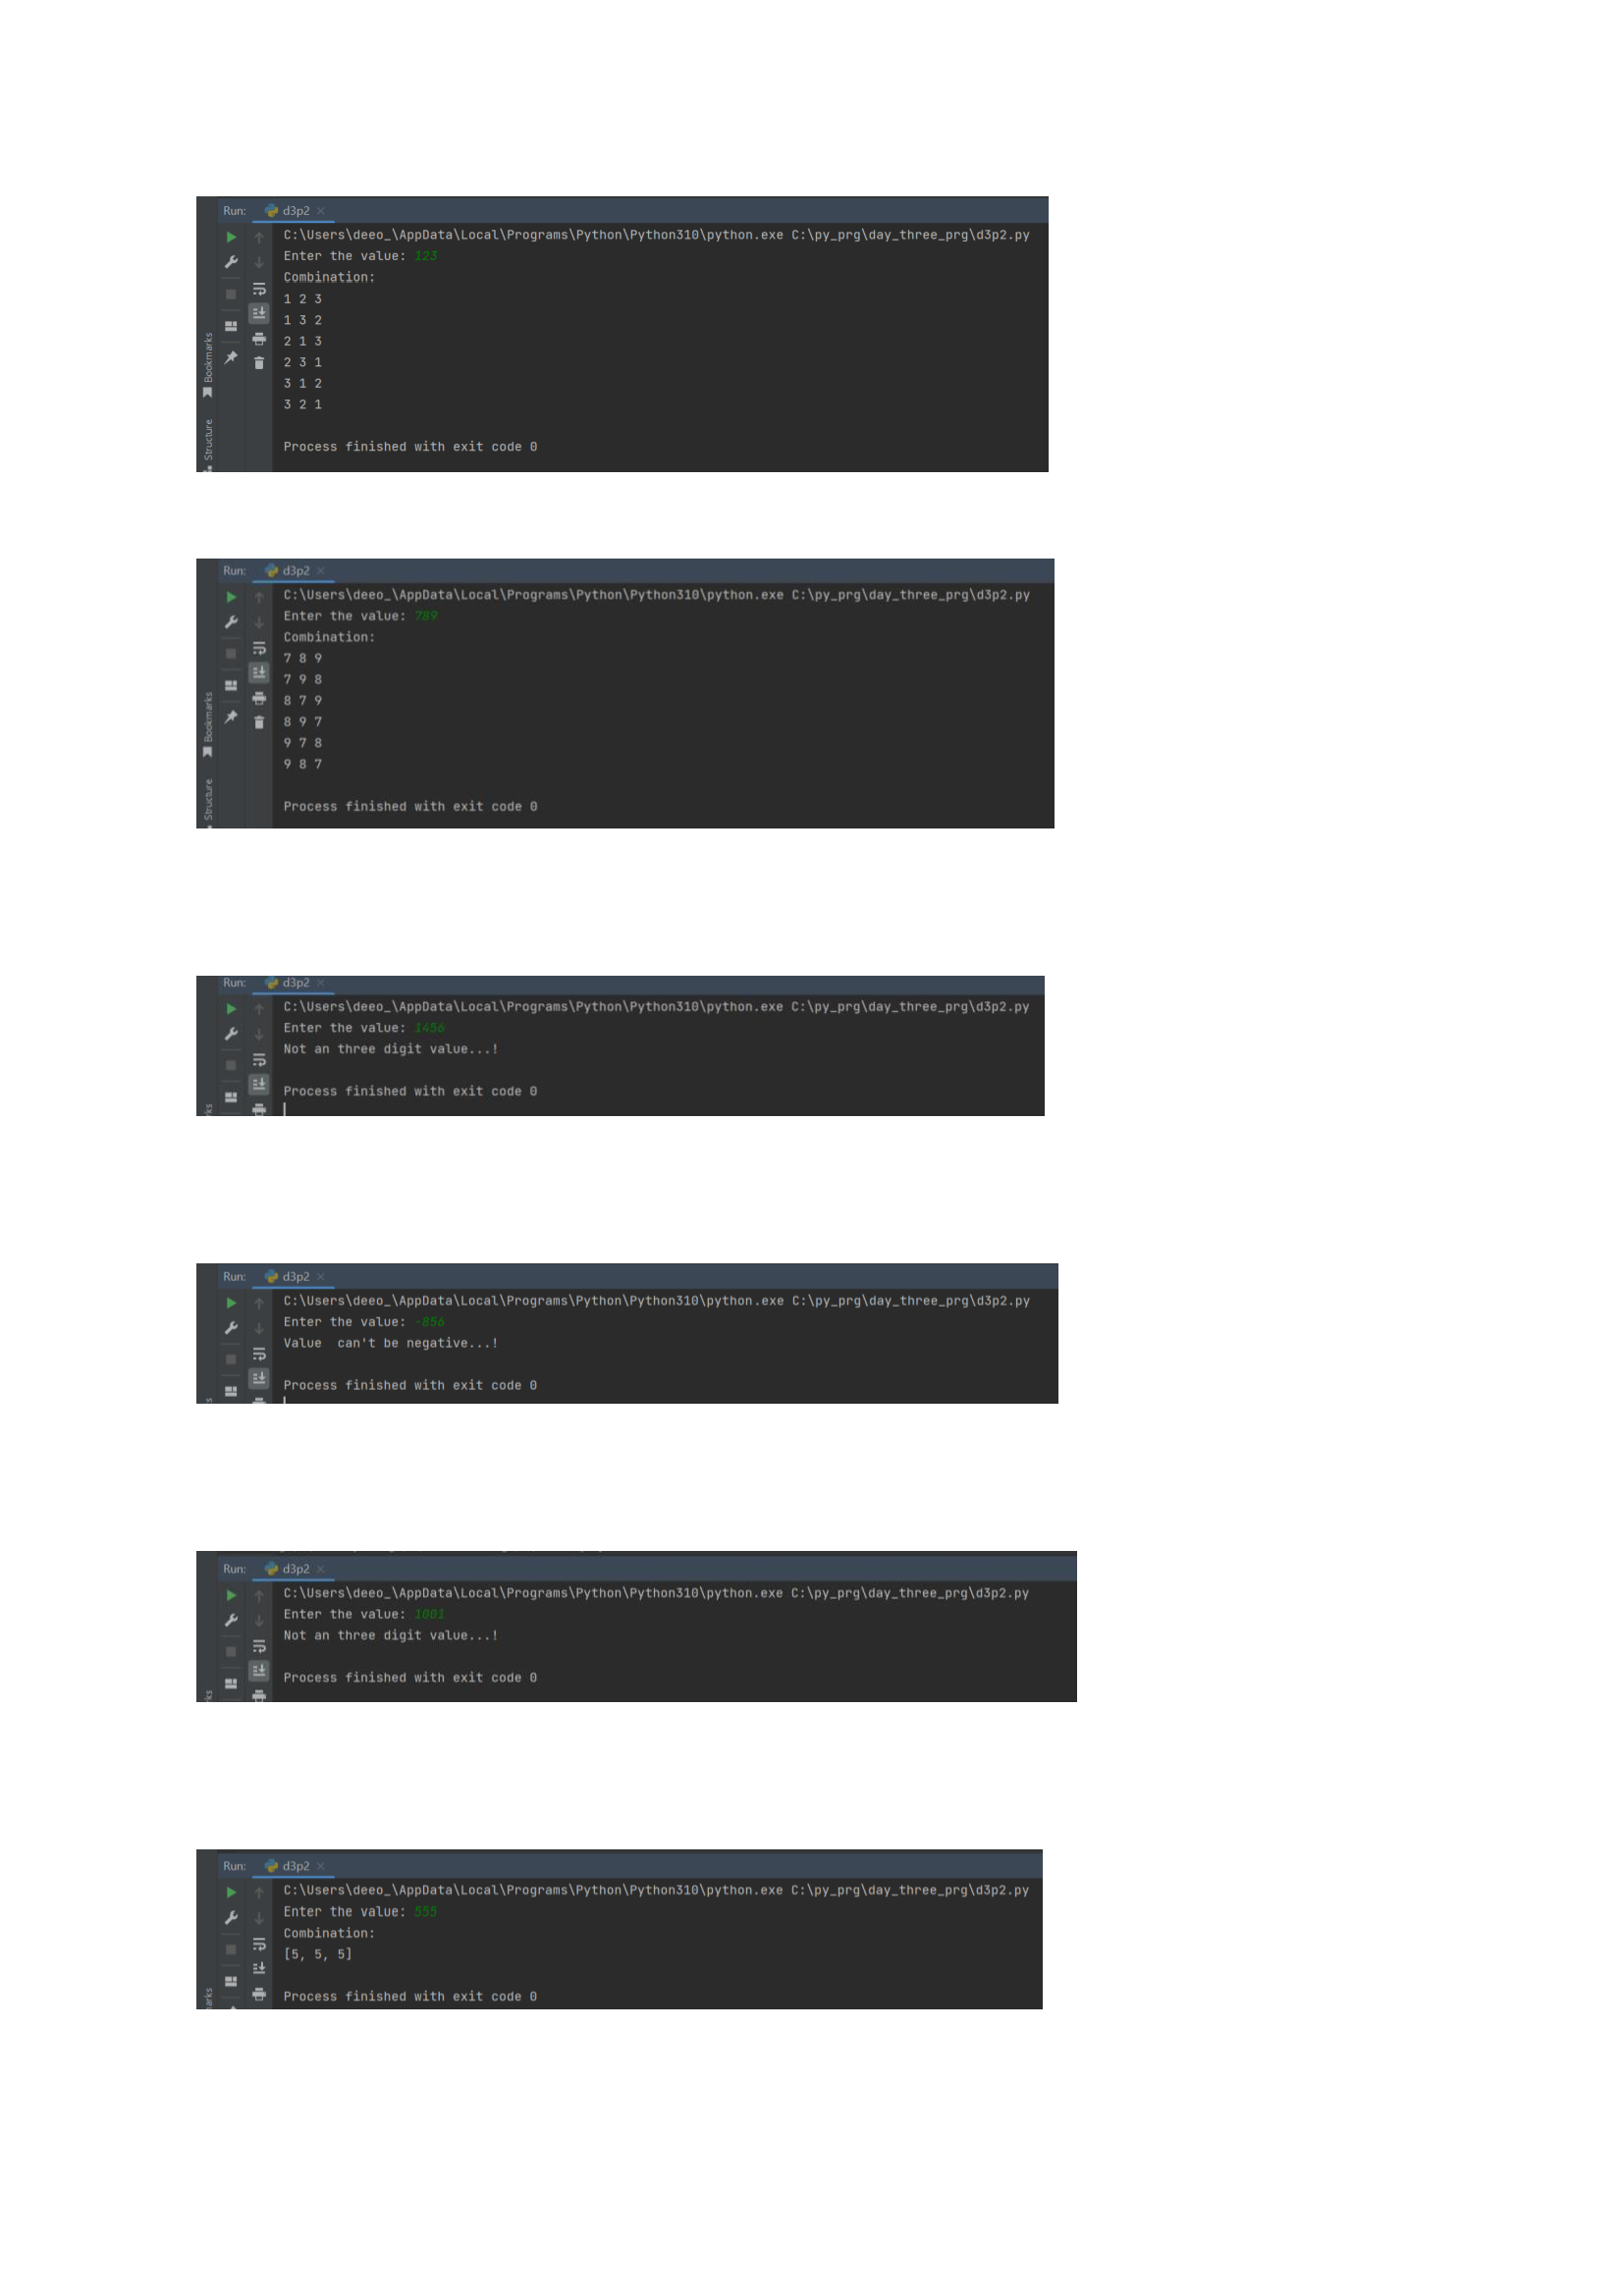 Run: d3p2
C:\Users\deeo_\AppData\Local\Programs\Python\Python310\python.exe C:\py_prg\day_three_prg\d3p2.py
Enter the value: 123
Combination:
1 2 3
1 3 2
2 1 3
2 3 1
3 1 2
3 2 1
Process finished with exit code 0
Bookmarks
Structure
Run: d3p2
C:\Users\deeo_\AppData\Local\Programs\Python\Python310\python.exe C:\py_prg\day_three_prg\d3p2.py
Enter the value: 789
Combination:
7 8 9
7 9 8
8 7 9
8 9 7
9 7 8
9 8 7
Process finished with exit code 0
Bookmarks
Structure
Run: d3p2
C:\Users\deeo_\AppData\Local\Programs\Python\Python310\python.exe C:\py_prg\day_three_prg\d3p2.py
Enter the value: 1456
Not an three digit value...!
Process finished with exit code 0
ks
Run: d3p2
C:\Users\deeo_\AppData\Local\Programs\Python\Python310\python.exe C:\py_prg\day_three_prg\d3p2.py
Enter the value: -856
Value  can't be negative...!
Process finished with exit code 0
s
Run: d3p2
C:\Users\deeo_\AppData\Local\Programs\Python\Python310\python.exe C:\py_prg\day_three_prg\d3p2.py
Enter the value: 1001
Not an three digit value...!
Process finished with exit code 0
ks
Run: d3p2
C:\Users\deeo_\AppData\Local\Programs\Python\Python310\python.exe C:\py_prg\day_three_prg\d3p2.py
Enter the value: 555
Combination:
[5, 5, 5]
Process finished with exit code 0
arks